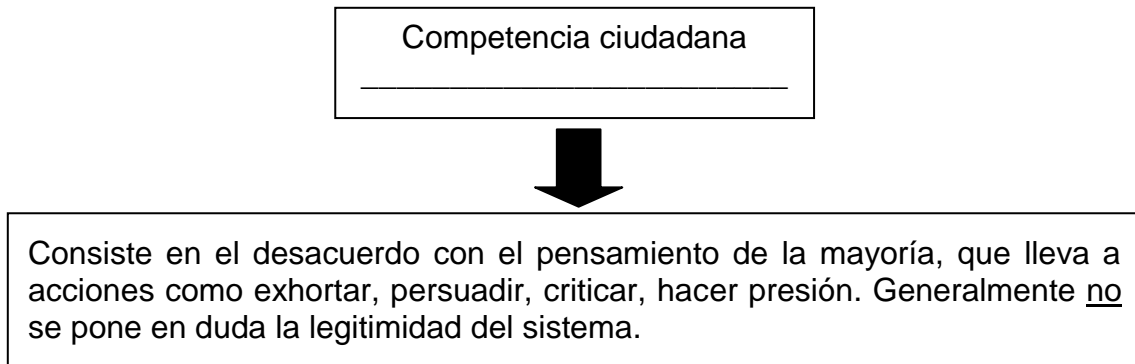 Competencia ciudadana
________________________
Consiste en el desacuerdo con el pensamiento de la mayoría, que lleva a
acciones como exhortar, persuadir, criticar, hacer presión. Generalmente no
se pone en duda la legitimidad del sistema.